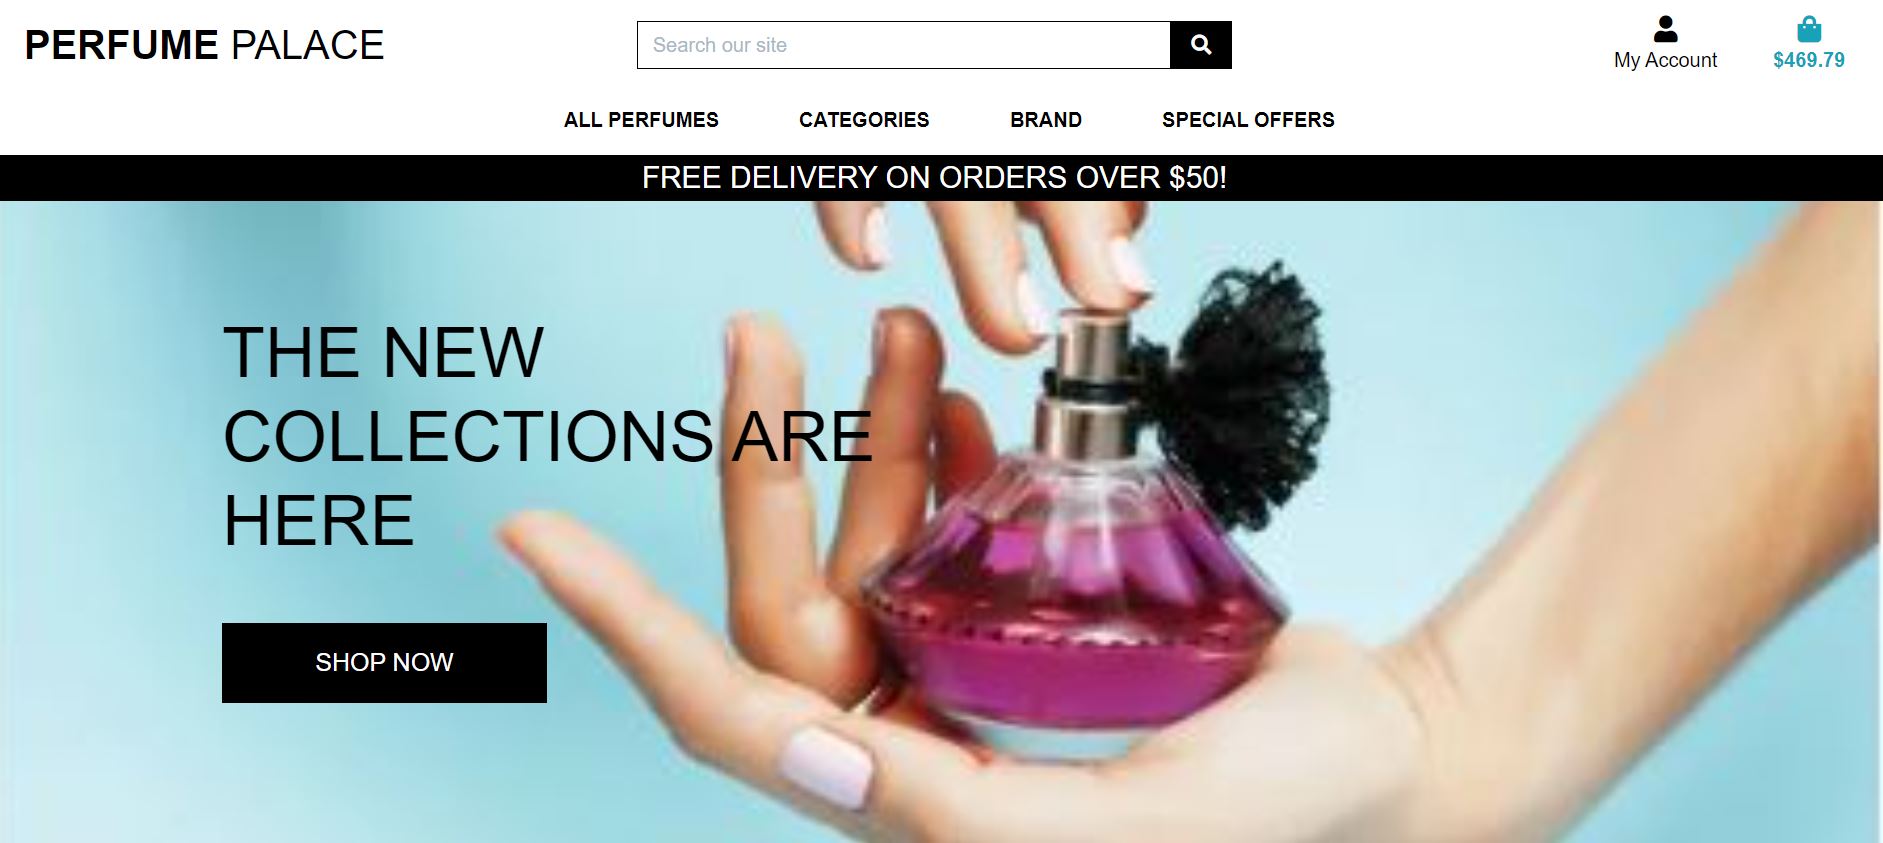 PERFUME PALACE
Search our site
My Account
$469.79
ALL PERFUMES
CATEGORIES
BRAND
SPECIAL OFFERS
FREE DELIVERY ON ORDERS OVER $50!
THE NEW
COLLECTIONS ARE
HERE
SHOP NOW